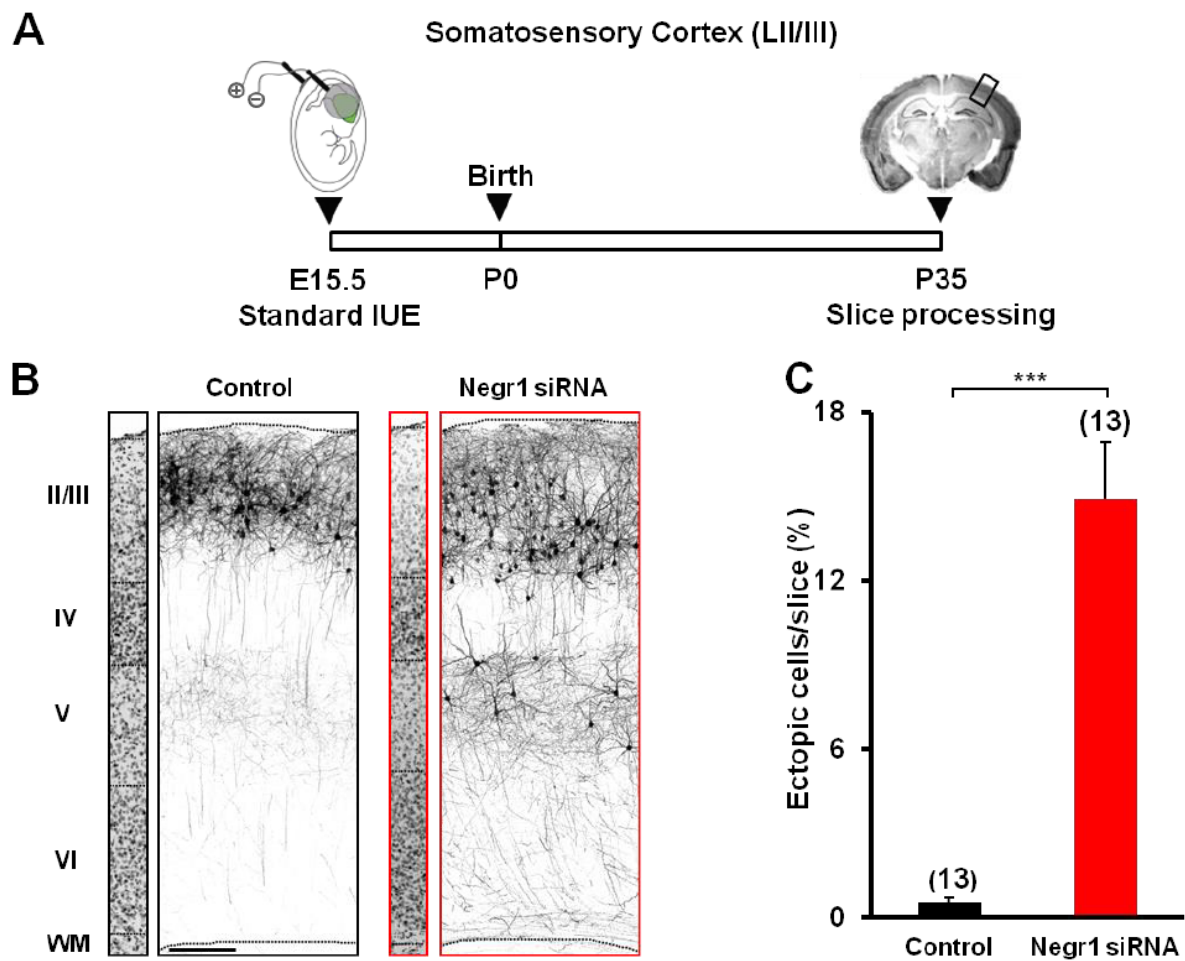 A
Somatosensory Cortex (LII/III)
+
−
Birth
E15.5
P0
P35
Standard IUE
Slice processing
B
Control
Negr1 siRNA
II/III
IV
V
VI
WM
C
***
18
(13)
12
Ectopic cells/slice (%)
6
(13)
0
Control
Negr1 siRNA